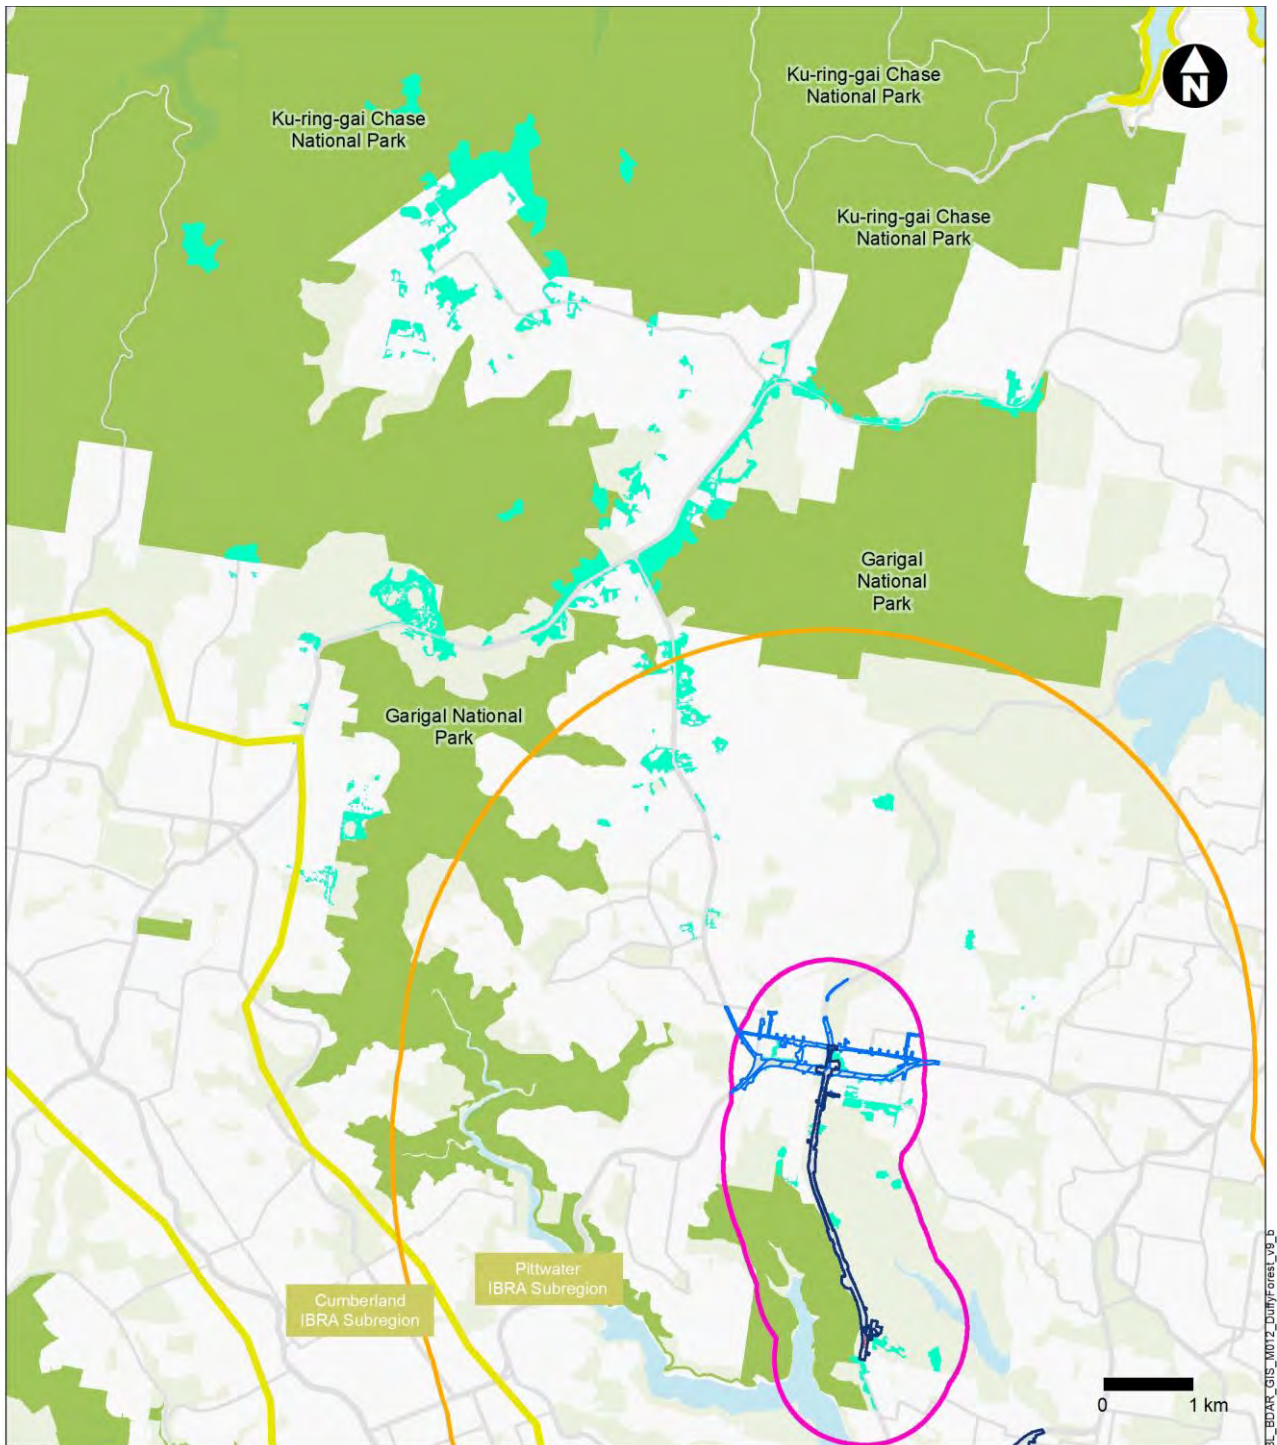 Ku-ring-gai Chase
National Park
N
Ku-ring-gai Chase
National Park
Ku-ring-gai Chase
National Park
Garigal
National
Park
Garigal National
Park
Pittwater
IBRA Subregion
Cumberland
IBRA Subregion
0 1 km
BDAR_GIS_M012_DuffyForest_v9_b